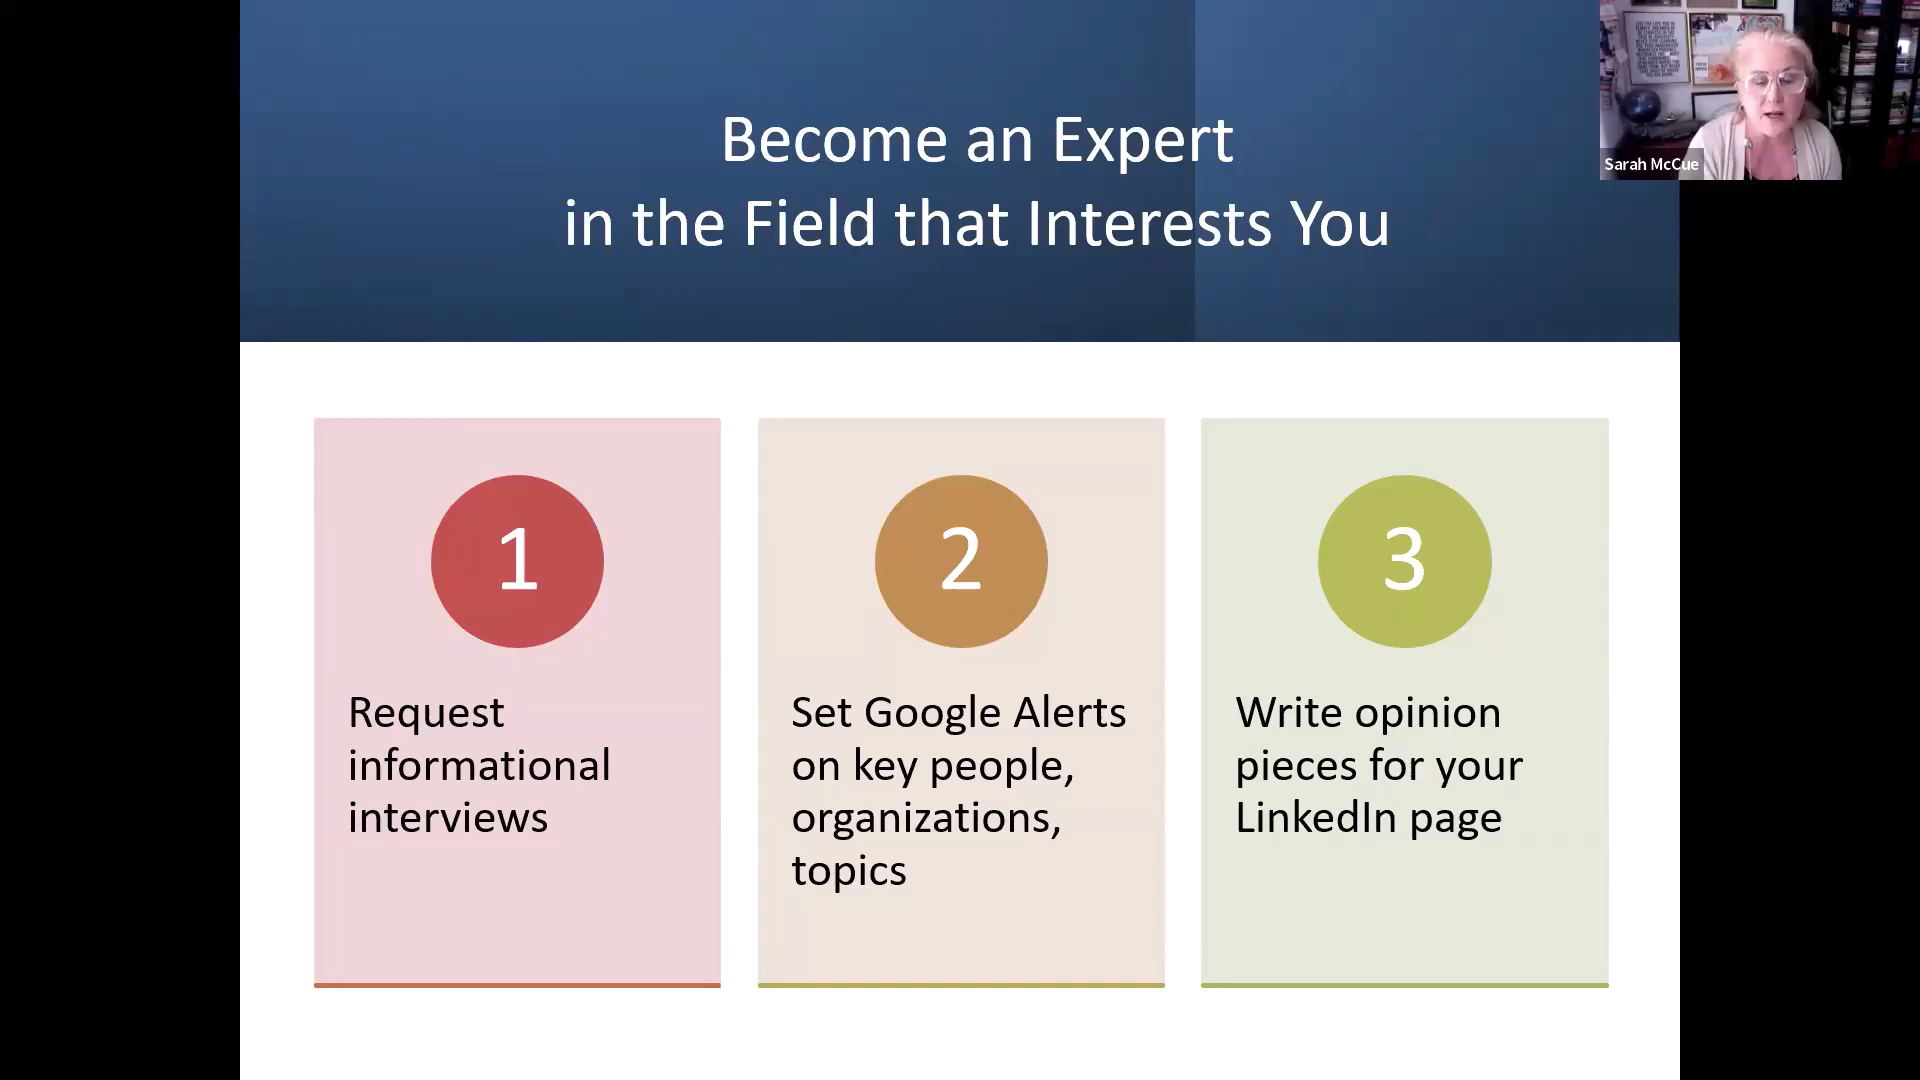 Become an Expert
in the Field that Interests You
Sarah McCue
1
Request
informational
interviews
2
Set Google Alerts
on key people,
organizations,
topics
3
Write opinion
pieces for your
LinkedIn page